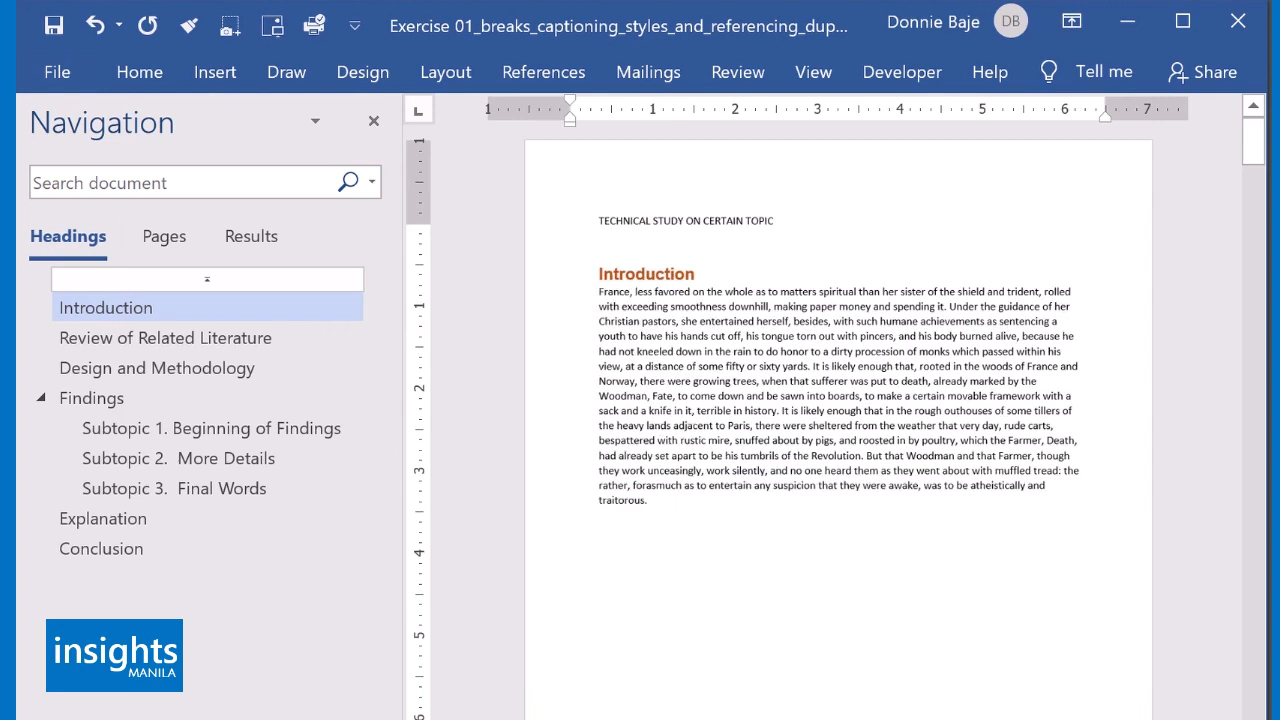 Exercise 01_breaks_captioning_styles_and_referencing_dup...
Donnie Baje DB
File Home Insert Draw Design Layout References Mailings Review View Developer Help Tell me Share
Navigation
Search document
Headings Pages Results
Introduction
Review of Related Literature
Design and Methodology
Findings
Subtopic 1. Beginning of Findings
Subtopic 2. More Details
Subtopic 3. Final Words
Explanation
Conclusion
insights
MANILA
L
1 1 2 3 4 5 6 7
1
1
2
3
4
5
6
TECHNICAL STUDY ON CERTAIN TOPIC
Introduction
France, less favored on the whole as to matters spiritual than her sister of the shield and trident, rolled
with exceeding smoothness downhill, making paper money and spending it. Under the guidance of her
Christian pastors, she entertained herself, besides, with such humane achievements as sentencing a
youth to have his hands cut off, his tongue torn out with pincers, and his body burned alive, because he
had not kneeled down in the rain to do honor to a dirty procession of monks which passed within his
view, at a distance of some fifty or sixty yards. It is likely enough that, rooted in the woods of France and
Norway, there were growing trees, when that sufferer was put to death, already marked by the
Woodman, Fate, to come down and be sawn into boards, to make a certain movable framework with a
sack and a knife in it, terrible in history. It is likely enough that in the rough outhouses of some tillers of
the heavy lands adjacent to Paris, there were sheltered from the weather that very day, rude carts,
bespattered with rustic mire, snuffed about by pigs, and roosted in by poultry, which the Farmer, Death,
had already set apart to be his tumbrils of the Revolution. But that Woodman and that Farmer, though
they work unceasingly, work silently, and no one heard them as they went about with muffled tread: the
rather, forasmuch as to entertain any suspicion that they were awake, was to be atheistically and
traitorous.